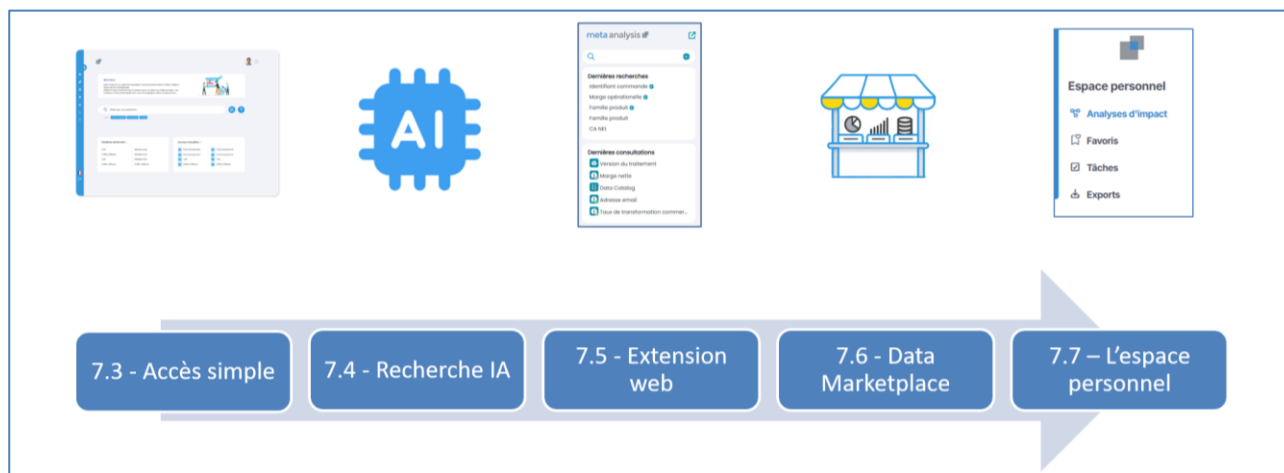 AI
meta analysis
Dernières recherches
Identifiant commande
Marge opérationelle
Famille produit
Famille produit
CA Net
Dernières consultations
Version du traitement
Marge nette
Data Catalog
Adresse email
Taux de transformation commer...
Espace personnel
Analyses d'impact
Favoris
Tâches
Exports
7.3 - Accès simple
7.4 - Recherche IA
7.5 - Extension
web
7.6 - Data
Marketplace
7.7 – L'espace
personnel